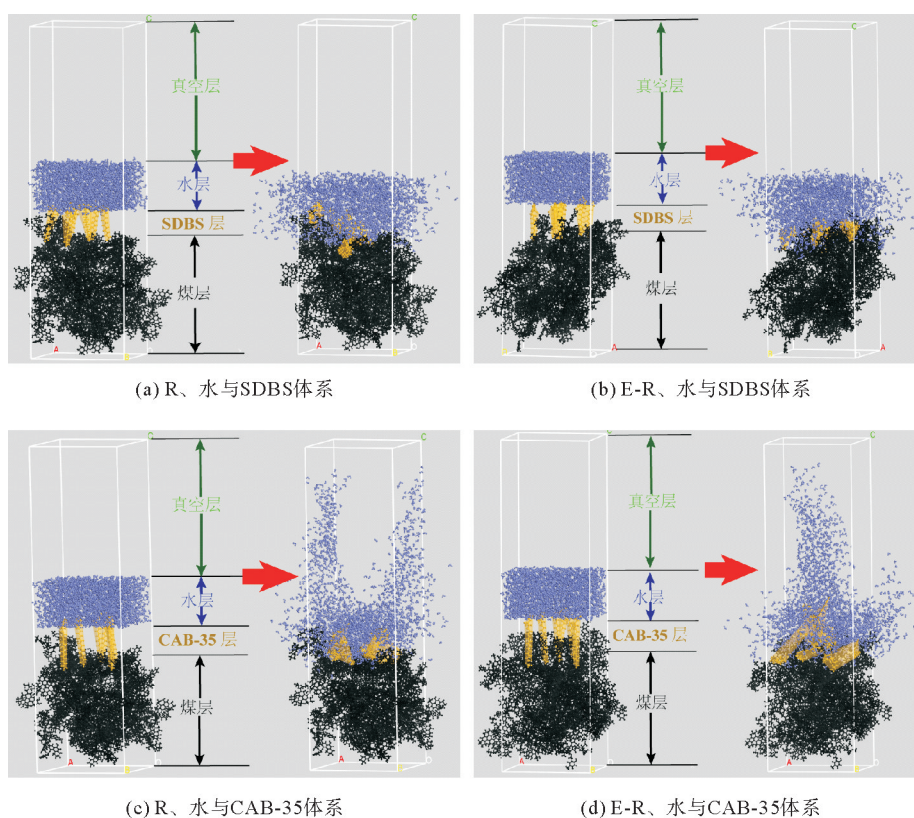 C
真空层
水层
SDBS 层
煤层
A
B
C
A
B
O
(a) R、水与SDBS体系
C
真空层
水层
SDBS 层
煤层
A
C
A
(b) E-R、水与SDBS体系
C
真空层
水层
CAB-35 层
煤层
A
B
O
C
A
B
O
(c) R、水与CAB-35体系
C
真空层
水层
CAB-35 层
煤层
A
B
O
C
A
B
O
(d) E-R、水与CAB-35体系